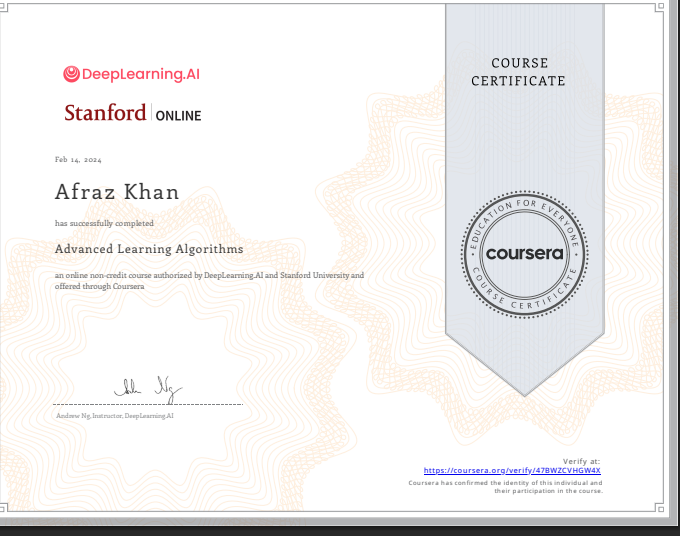 DeepLearning.AI
Stanford ONLINE
COURSE
CERTIFICATE
Feb 14, 2024
Afraz Khan
has successfully completed
Advanced Learning Algorithms
an online non-credit course authorized by DeepLearning.AI and Stanford University and
offered through Coursera
EDUCATION FOR EVERYONE
coursera
COURSE CERTIFICATE
Andrew Ng, Instructor, DeepLearning.AI
Verify at:
https://coursera.org/verify/47BWZCVHGW4X
Coursera has confirmed the identity of this individual and
their participation in the course.